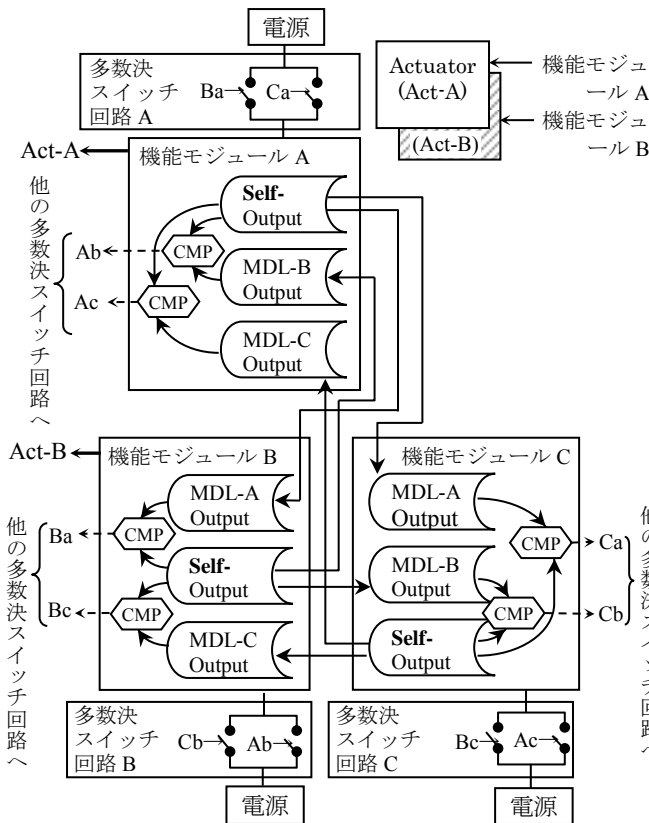 電源
多数決
スイッチ
回路 A
Ba
Ca
Actuator
(Act-A)
(Act-B)
機能モジュ
ール A
機能モジュ
ール B
Act-A
機能モジュール A
Self-
Output
MDL-B
Output
MDL-C
Output
CMP
CMP
Ab
Ac
他の多数決スイッチ回路へ
Act-B
機能モジュール B
MDL-A
Output
Self-
Output
MDL-C
Output
CMP
CMP
Ba
Bc
他の多数決スイッチ回路へ
機能モジュール C
MDL-A
Output
MDL-B
Output
Self-
Output
CMP
CMP
Ca
Cb
他の多数決スイッチ回路へ
多数決
スイッチ
回路 B
Cb
Ab
電源
多数決
スイッチ
回路 C
Bc
Ac
電源